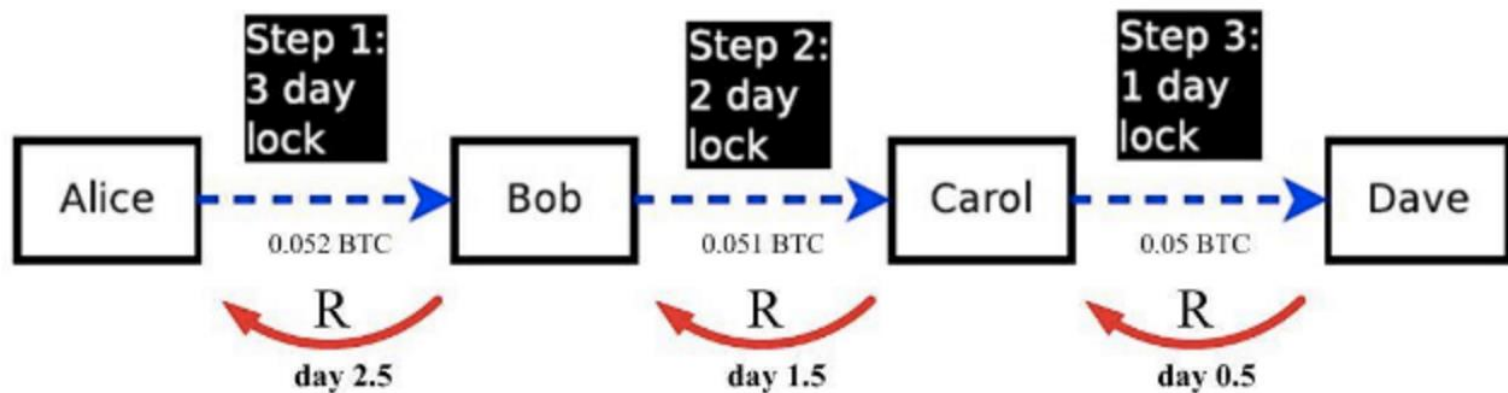 Step 1:
3 day
lock
Step 2:
2 day
lock
Step 3:
1 day
lock
Alice
Bob
Carol
Dave
0.052 BTC
0.051 BTC
0.05 BTC
R
R
R
day 2.5
day 1.5
day 0.5